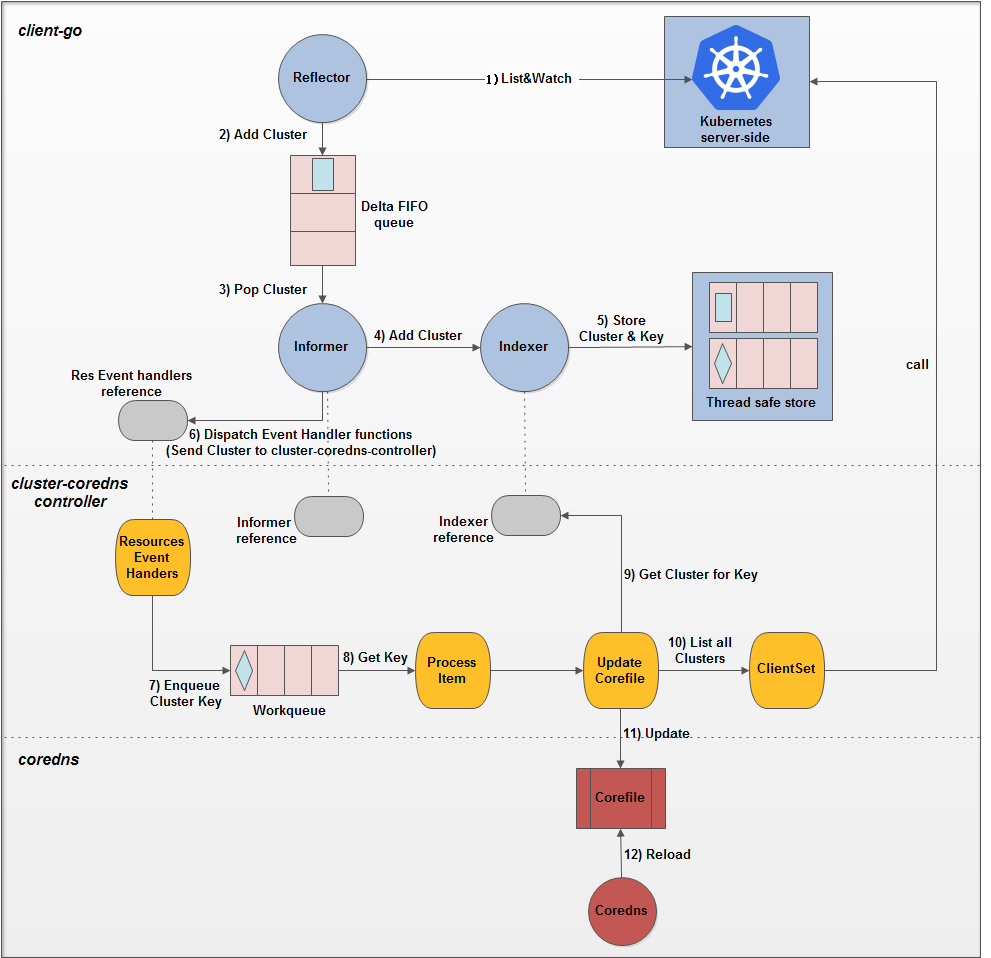 client-go
Reflector
1) List&Watch
Kubernetes
server-side
2) Add Cluster
Delta FIFO
queue
3) Pop Cluster
Informer
4) Add Cluster
Indexer
5) Store
Cluster & Key
Thread safe store
call
Res Event handlers
reference
6) Dispatch Event Handler functions
(Send Cluster to cluster-coredns-controller)
cluster-coredns
controller
Informer
reference
Indexer
reference
Resources
Event
Handers
9) Get Cluster for Key
7) Enqueue
Cluster Key
Workqueue
8) Get Key
Process
Item
Update
Corefile
10) List all
Clusters
ClientSet
11) Update
coredns
Corefile
12) Reload
Coredns